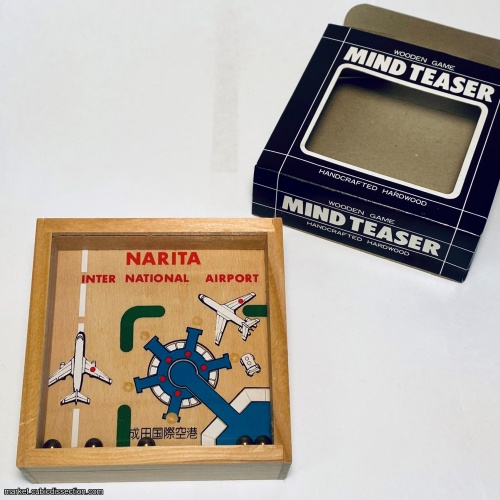 WOODEN GAME
MIND TEASER
HANDCRAFTED HARDWOOD
WOODEN GAME
MIND TEASER
HANDCRAFTED HARDWOOD
NARITA
INTER NATIONAL AIRPORT
成田国際空港
market.cubicdissection.com